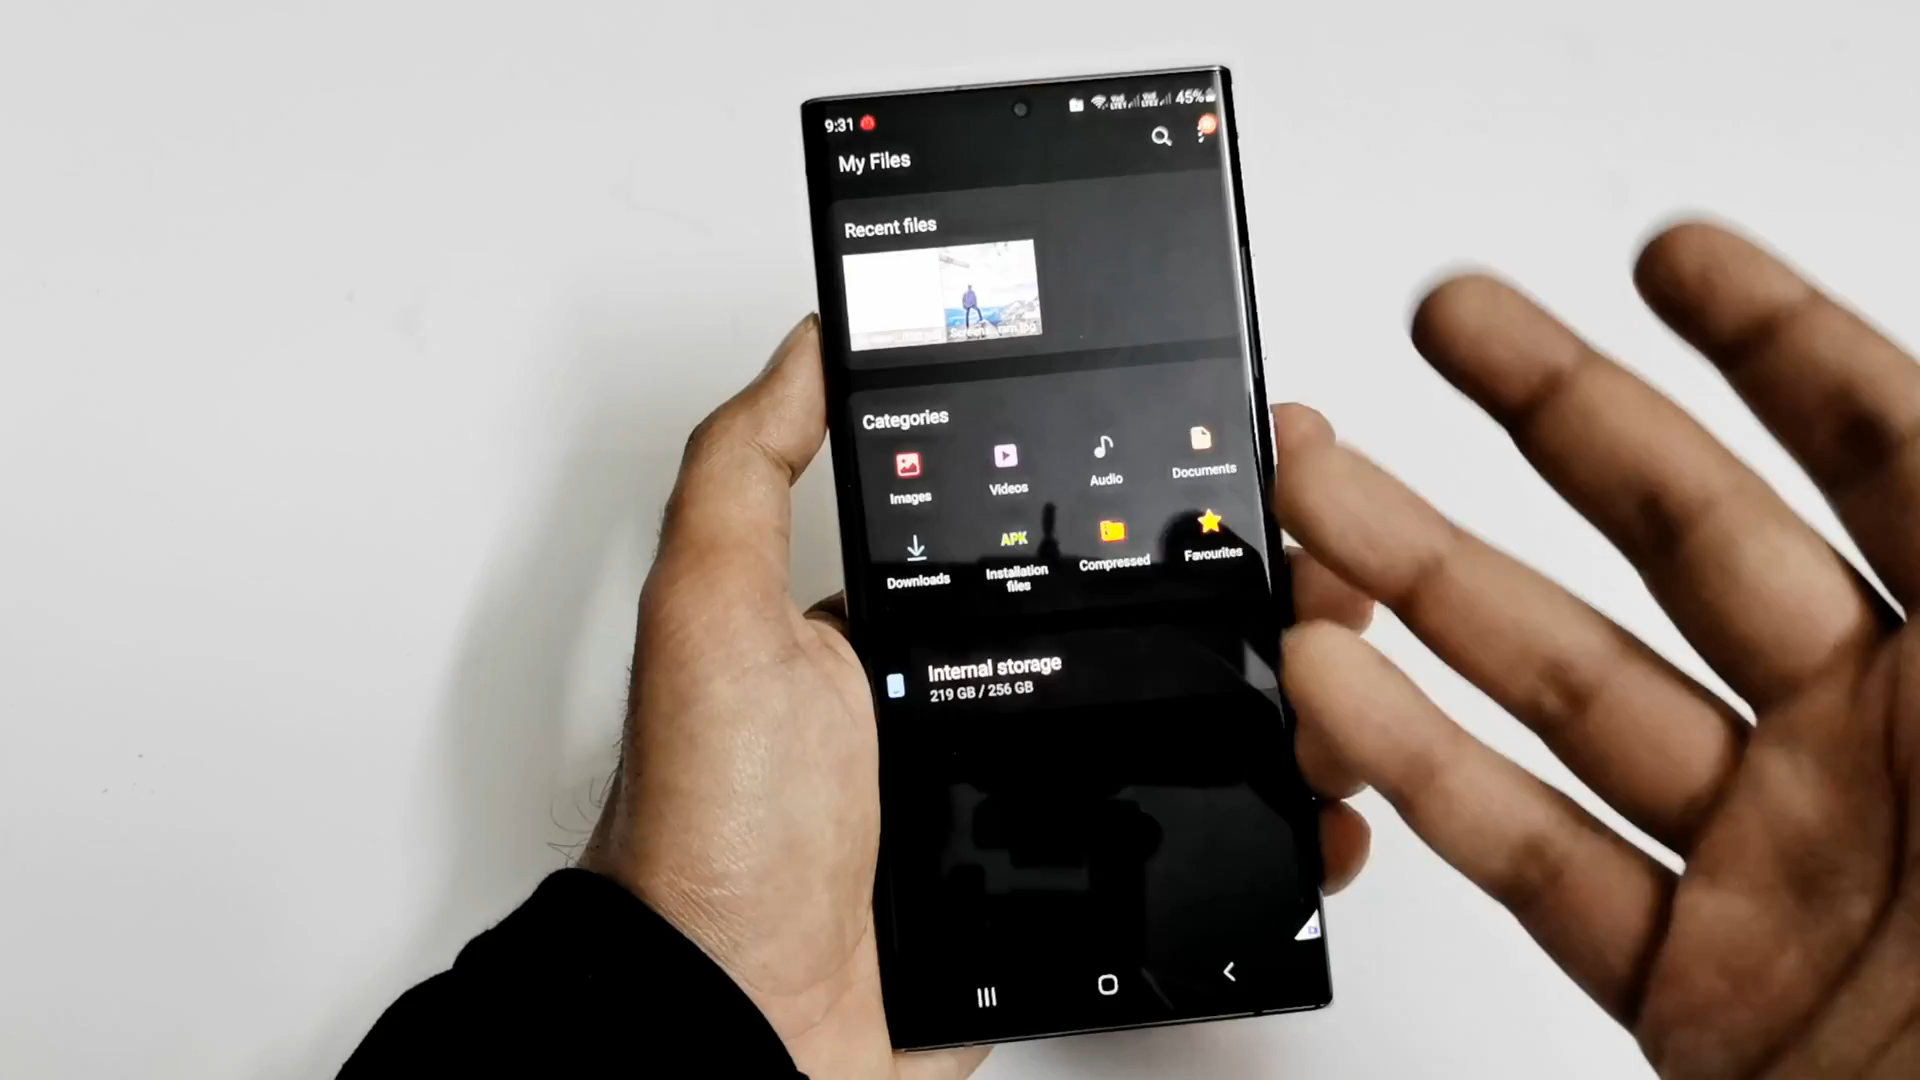 9:31
45%
My Files
Recent files
Categories
Images
Videos
Audio
Documents
Downloads
APK
Installation
files
Compressed
Favourites
Internal storage
219 GB / 256 GB